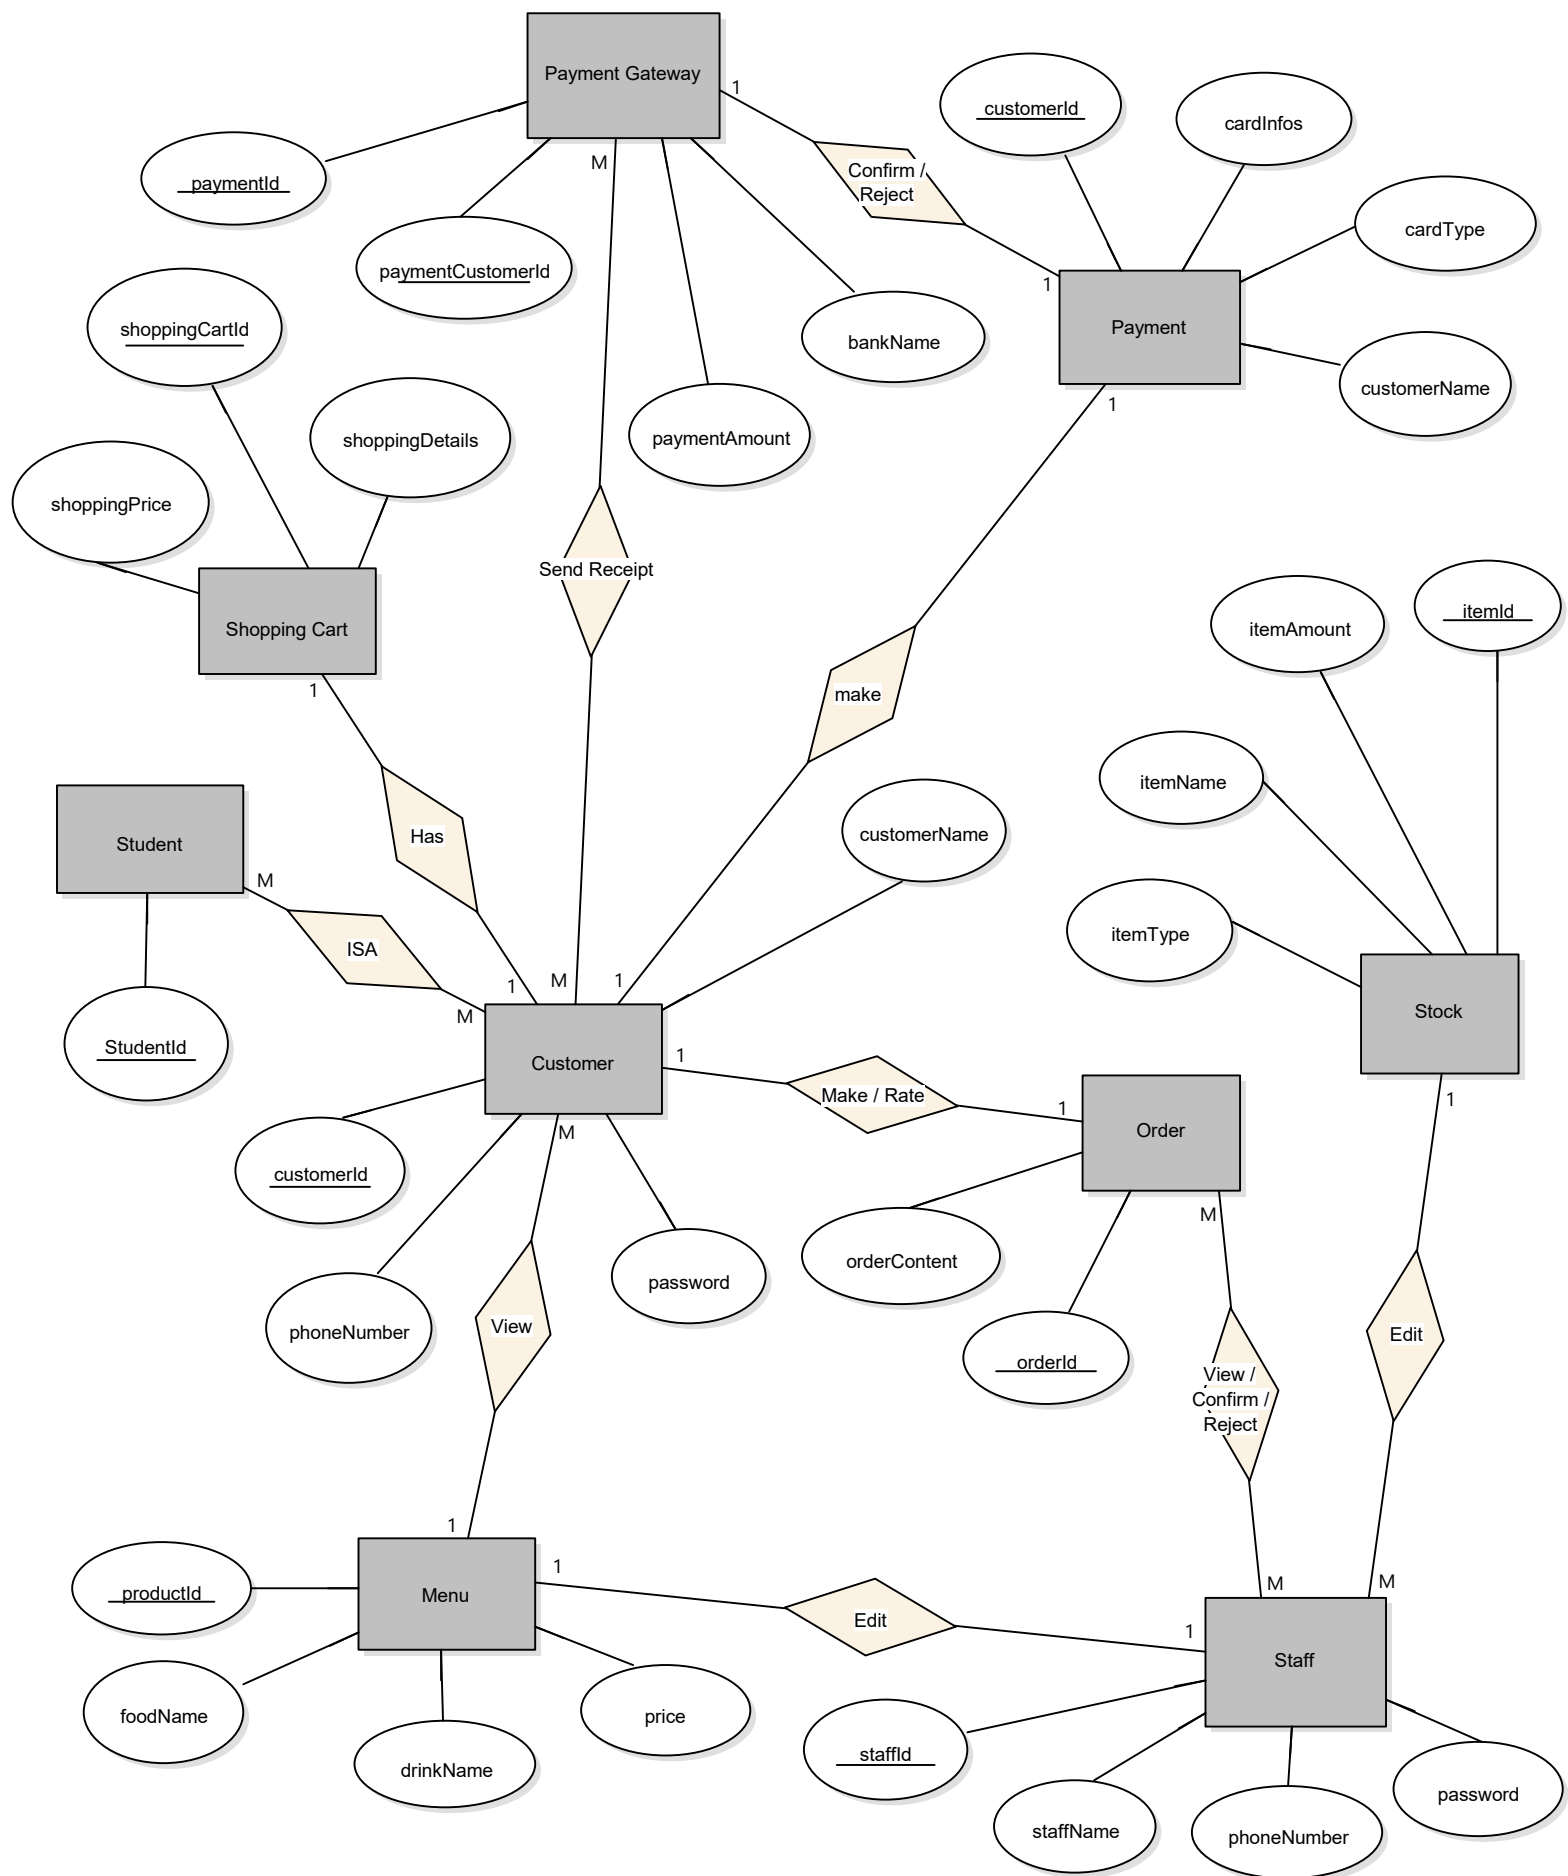 Payment Gateway
1
customerId
cardInfos
M
Confirm /
Reject
paymentId
cardType
paymentCustomerId
1
shoppingCartId
Payment
bankName
customerName
1
shoppingDetails
paymentAmount
shoppingPrice
Send Receipt
itemId
Shopping Cart
itemAmount
1
make
itemName
Student
Has
customerName
M
itemType
ISA
1
M
1
M
Stock
StudentId
Customer
1
Make / Rate
1
1
Order
M
customerId
M
orderContent
password
View
phoneNumber
Edit
orderId
View /
Confirm /
Reject
1
1
M
M
productId
Menu
Edit
1
Staff
foodName
price
drinkName
staffId
password
staffName
phoneNumber